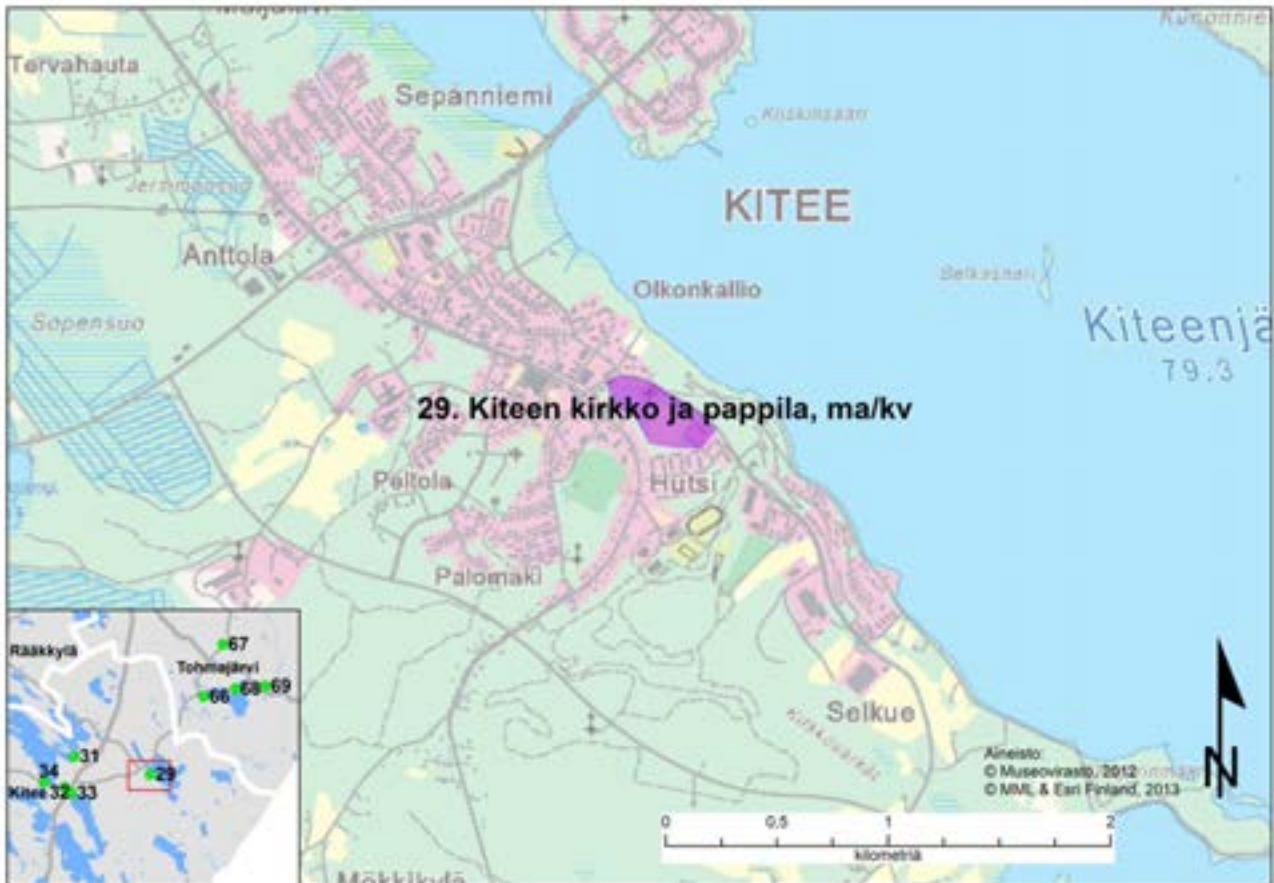 Tervahauta
Sepänniemi
KITEE
Anttola
Olkonkallio
Sopensuo
Kiteenjä
79.3
29. Kiteen kirkko ja pappila, ma/kv
Peltola
Hutsi
Palomäki
Selkue
Rääkkylä
67
Tohmajärvi
66
68
69
31
34
29
Kitee
32
33
Aineisto:
© Museovirasto, 2012
© MML & Esri Finland, 2013
N
0 0,5 1 2
kilometriä